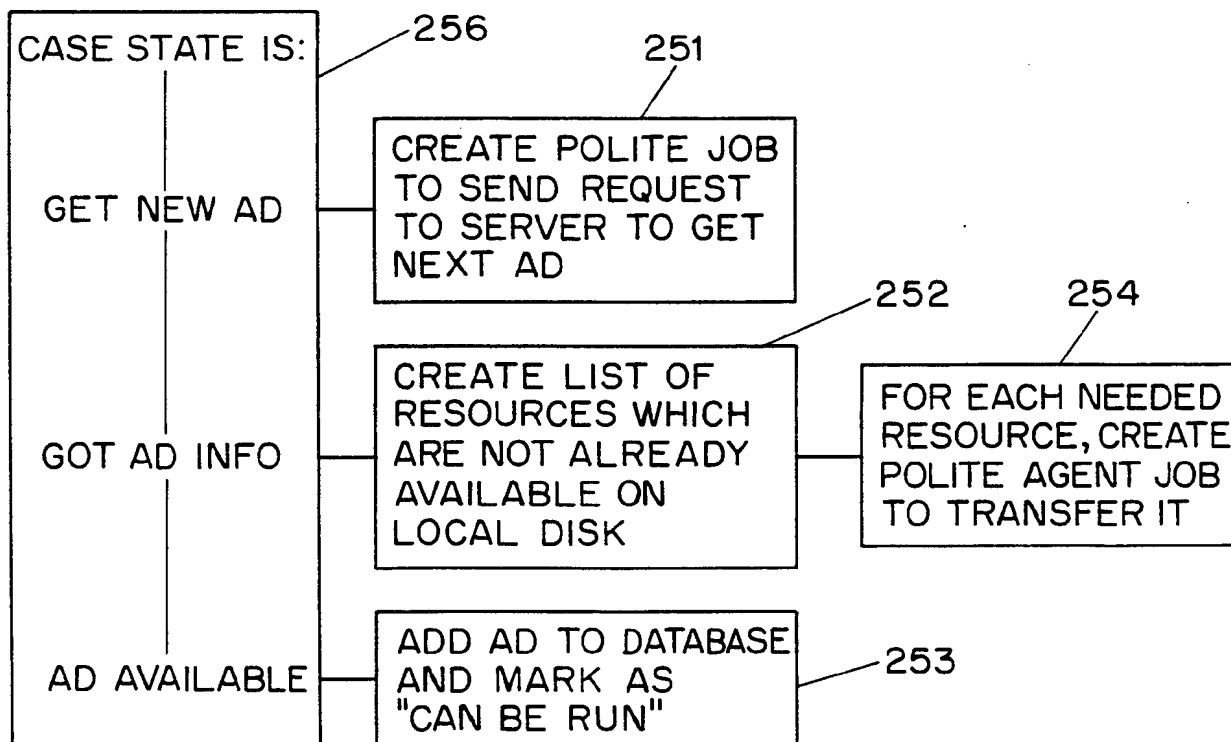 CASE STATE IS:
256
251
CREATE POLITE JOB
TO SEND REQUEST
TO SERVER TO GET
NEXT AD
GET NEW AD
252
254
CREATE LIST OF
RESOURCES WHICH
ARE NOT ALREADY
AVAILABLE ON
LOCAL DISK
FOR EACH NEEDED
RESOURCE, CREATE
POLITE AGENT JOB
TO TRANSFER IT
GOT AD INFO
ADD AD TO DATABASE
AND MARK AS
"CAN BE RUN"
253
AD AVAILABLE